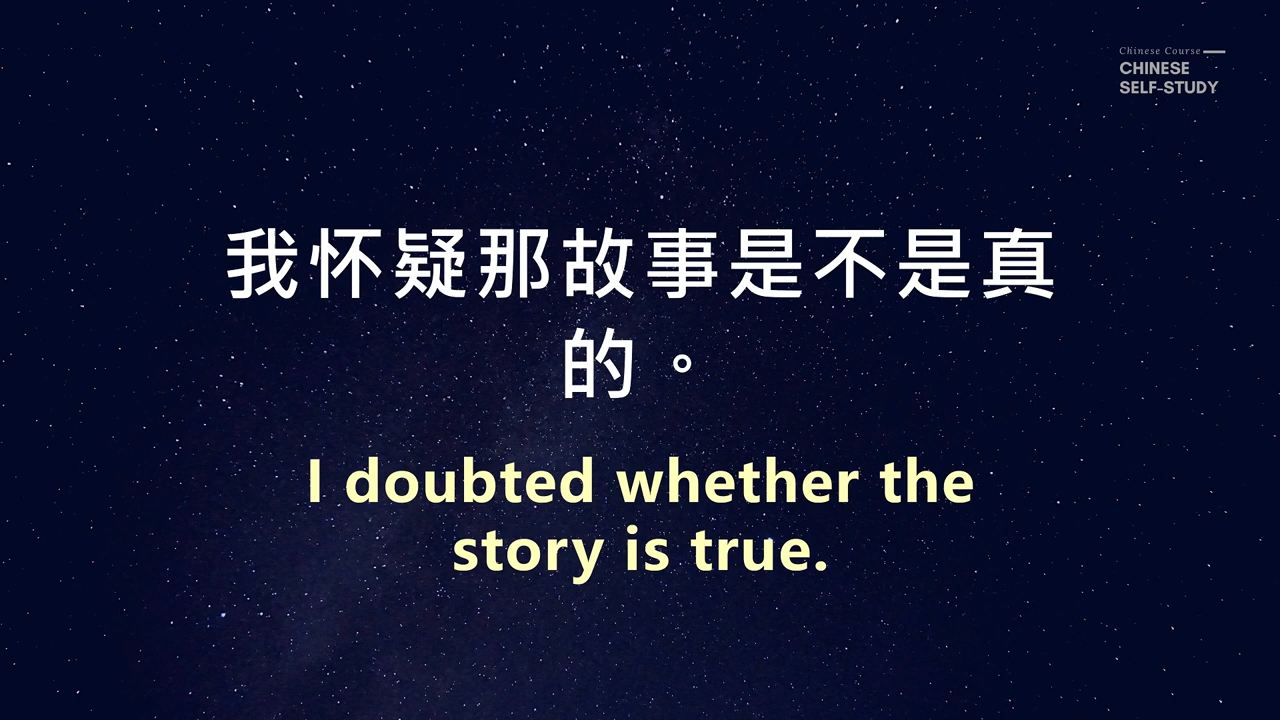 Chinese Course
CHINESE
SELF-STUDY
我怀疑那故事是不是真
的。
I doubted whether the
story is true.